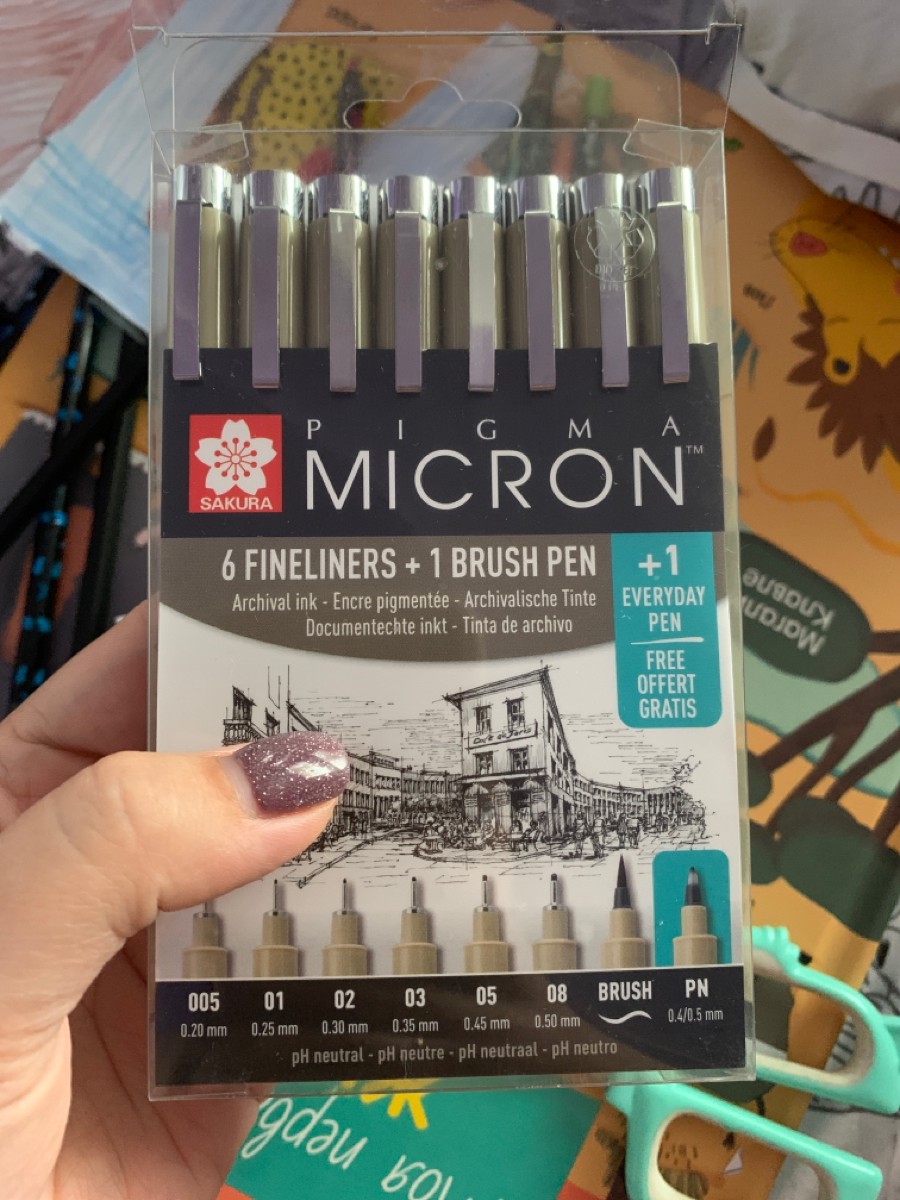 PIGMA
MICRON™
SAKURA
6 FINELINERS + 1 BRUSH PEN
Archival ink - Encre pigmentée - Archivalische Tinte
Documentechte inkt - Tinta de archivo
+1
EVERYDAY
PEN
FREE
OFFERT
GRATIS
005 01 02 03 05 08 BRUSH PN
0.20 mm 0.25 mm 0.30 mm 0.35 mm 0.45 mm 0.50 mm 0.4/0.5 mm
pH neutral - pH neutre - pH neutraal - pH neutro